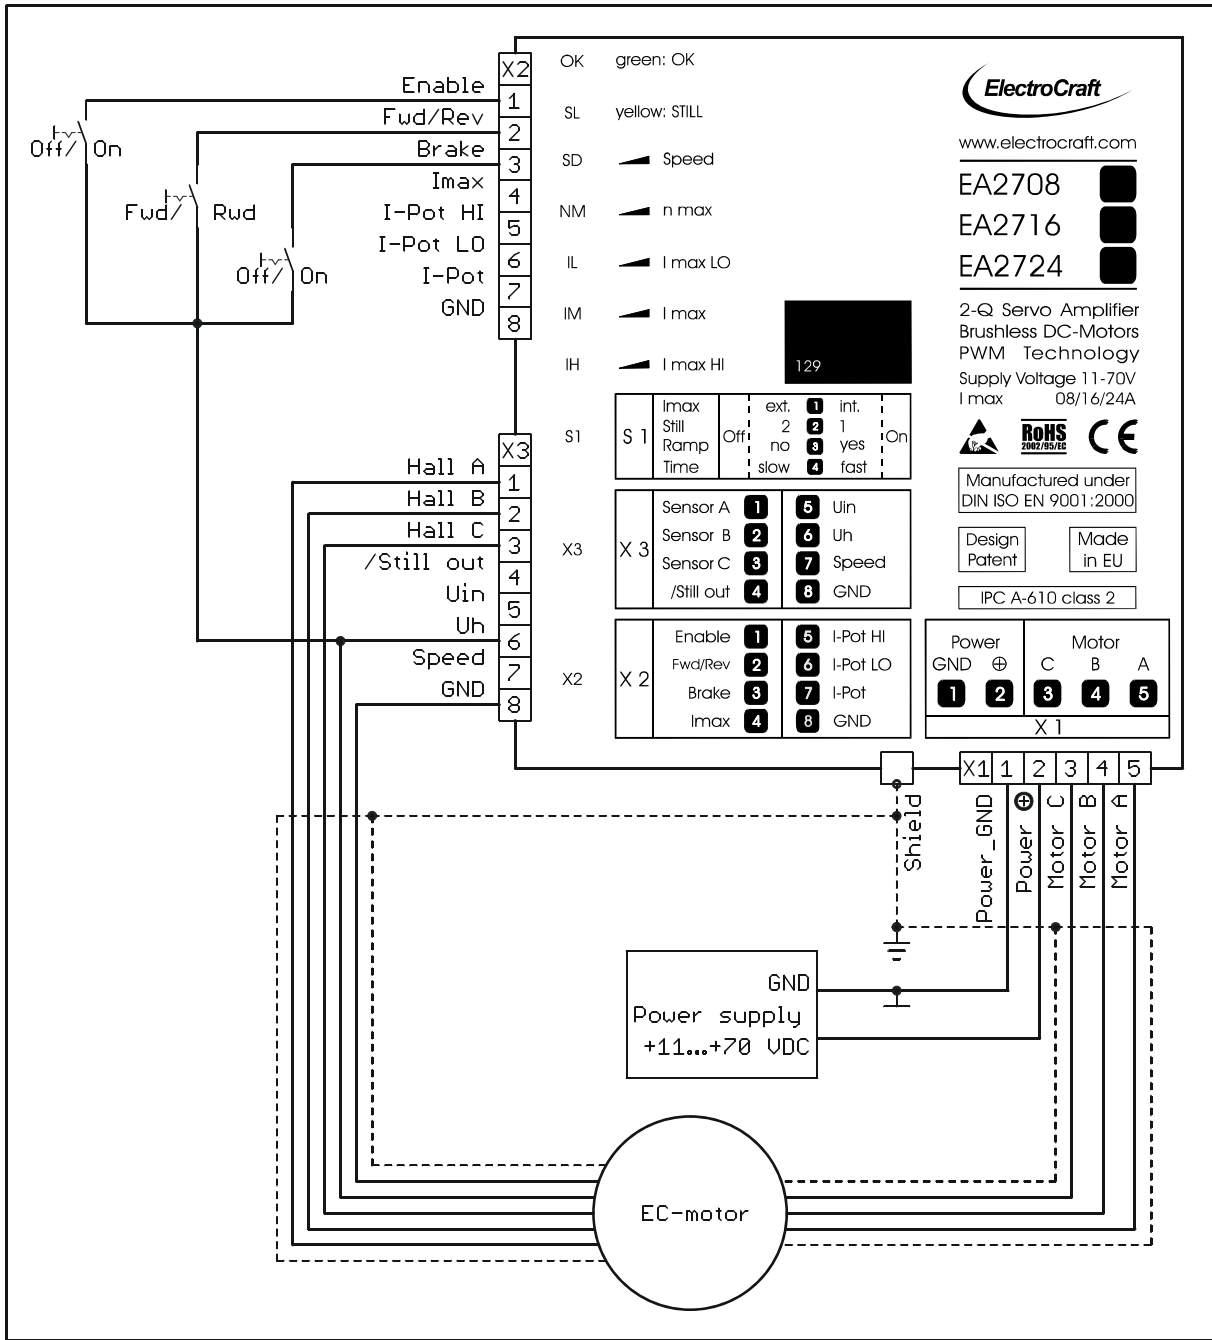 X2
Enable
1
Fwd/Rev
2
Brake
3
Imax
4
I-Pot HI
5
I-Pot LO
6
I-Pot
7
GND
8
Off/ On
Fwd/ Rwd
Off/ On
X3
Hall A
1
Hall B
2
Hall C
3
/Still out
4
Uin
5
Uh
6
Speed
7
GND
8
OK green: OK
SL yellow: STILL
SD Speed
NM n max
IL I max LO
IM I max
IH I max HI
129
S1
S 1
Imax ext. 1 int.
Still 2 2 1
Off On
Ramp no 3 yes
Time slow 4 fast
X3
X 3
Sensor A 1 5 Uin
Sensor B 2 6 Uh
Sensor C 3 7 Speed
/Still out 4 8 GND
X2
X 2
Enable 1 5 I-Pot HI
Fwd/Rev 2 6 I-Pot LO
Brake 3 7 I-Pot
Imax 4 8 GND
ElectroCraft
www.electrocraft.com
EA2708
EA2716
EA2724
2-Q Servo Amplifier
Brushless DC-Motors
PWM Technology
Supply Voltage 11-70V
I max 08/16/24A
RoHS
2002/95/EC
CE
Manufactured under
DIN ISO EN 9001:2000
Design
Patent
Made
in EU
IPC A-610 class 2
Power Motor
GND ⊕ C B A
1 2 3 4 5
X 1
X1 1 2 3 4 5
Shield
Power_GND
Power ⊕
Motor C
Motor B
Motor A
GND
Power supply
+11...+70 VDC
EC-motor